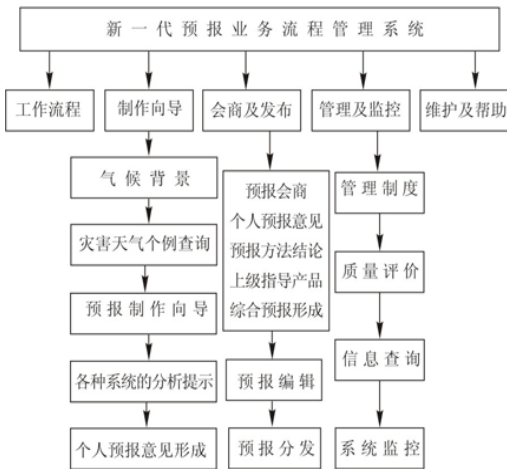 新一代预报业务流程管理系统
工作流程
制作向导
会商及发布
管理及监控
维护及帮助
气候背景
灾害天气个例查询
预报制作向导
各种系统的分析提示
个人预报意见形成
预报会商
个人预报意见
预报方法结论
上级指导产品
综合预报形成
预报编辑
预报分发
管理制度
质量评价
信息查询
系统监控